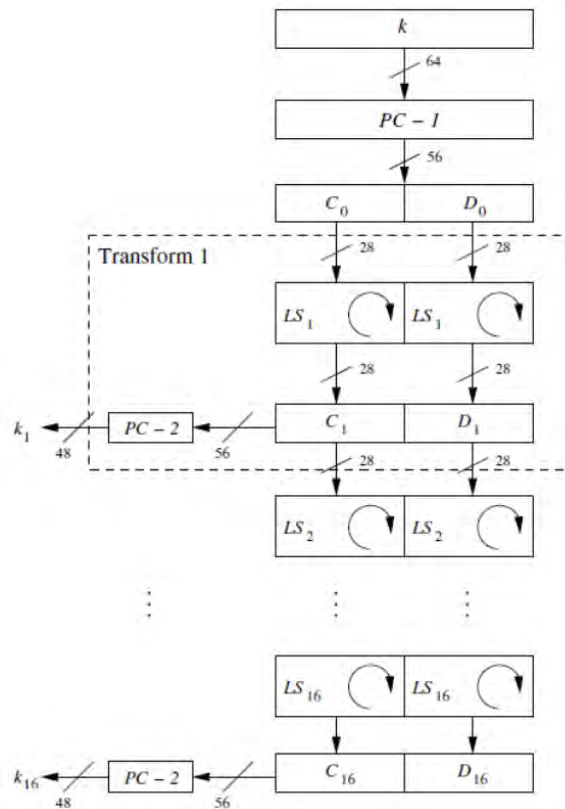 k
64
PC – 1
56
C0 D0
Transform 1
28 28
LS1 LS1
28 28
k1 48 PC – 2 56 C1 D1
28 28
LS2 LS2
LS16 LS16
k16 48 PC – 2 56 C16 D16